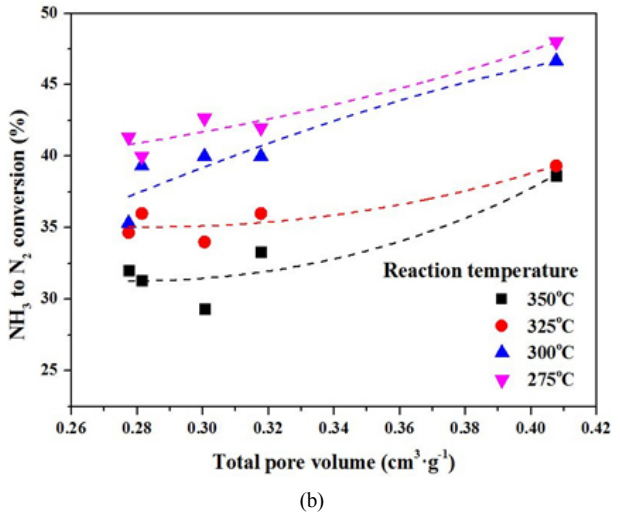 50
45
40
35
30
25
NH₃ to N₂ conversion (%)
Reaction temperature
350°C
325°C
300°C
275°C
0.26 0.28 0.30 0.32 0.34 0.36 0.38 0.40 0.42
Total pore volume (cm³·g⁻¹)
(b)